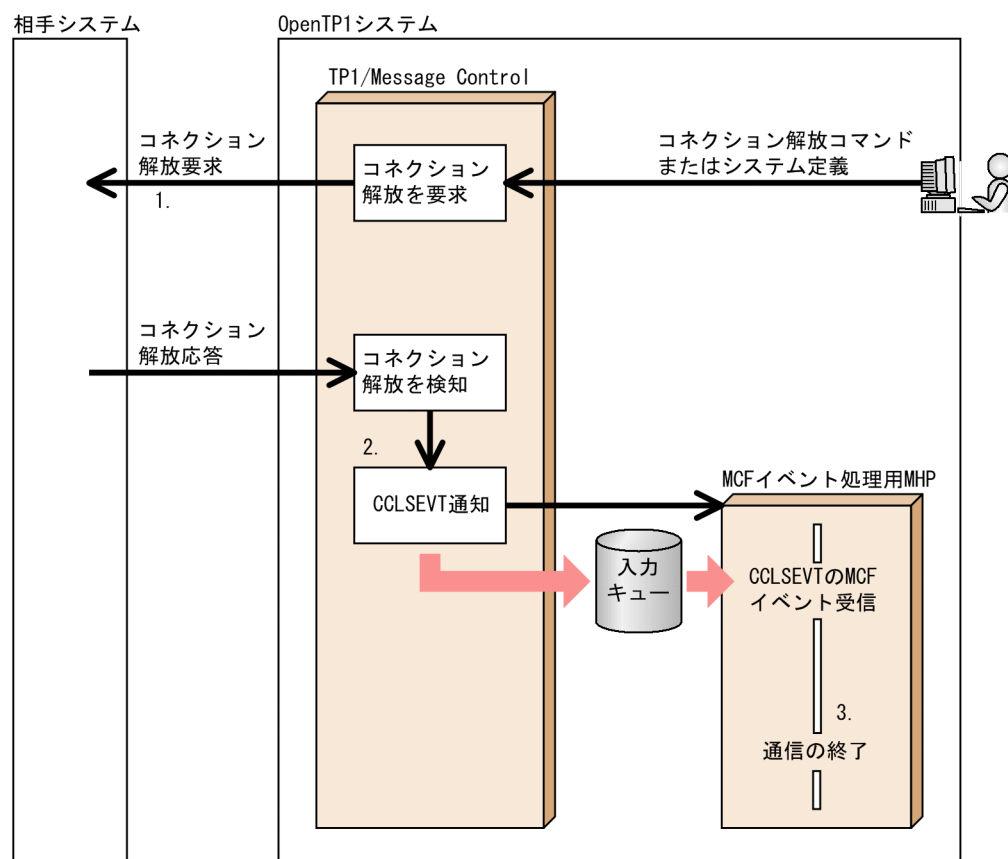 相手システム
OpenTP1システム
TP1/Message Control
コネクション
解放要求
1.
コネクション
解放を要求
コネクション解放コマンド
またはシステム定義
コネクション
解放応答
コネクション
解放を検知
2.
CCLSEVT通知
MCFイベント処理用MHP
入力
キュー
CCLSEVTのMCF
イベント受信
3.
通信の終了